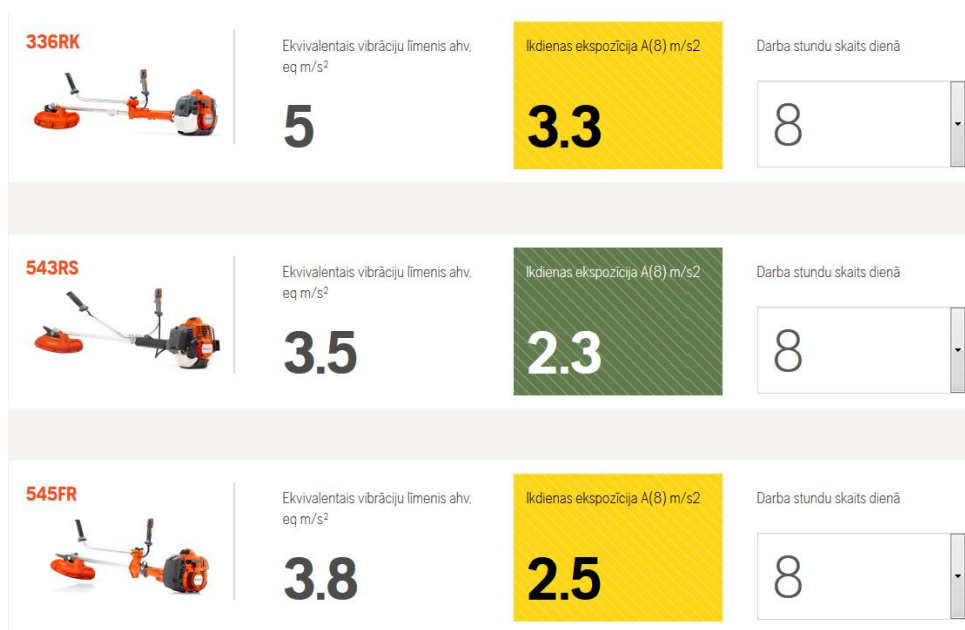 336RK
Ekvivalentais vibrāciju līmenis ahv,
eq m/s²
5
Ikdienas ekspozīcija A(8) m/s2
3.3
Darba stundu skaits dienā
8
543RS
Ekvivalentais vibrāciju līmenis ahv,
eq m/s²
3.5
Ikdienas ekspozīcija A(8) m/s2
2.3
Darba stundu skaits dienā
8
545FR
Ekvivalentais vibrāciju līmenis ahv,
eq m/s²
3.8
Ikdienas ekspozīcija A(8) m/s2
2.5
Darba stundu skaits dienā
8